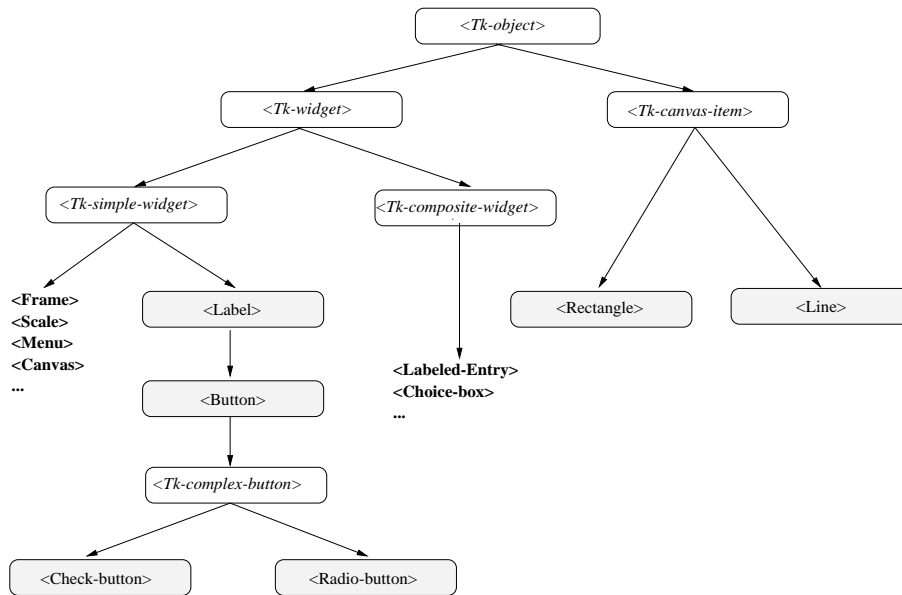 <Tk-object>
<Tk-widget>
<Tk-canvas-item>
<Tk-simple-widget>
<Tk-composite-widget>
<Frame>
<Scale>
<Menu>
<Canvas>
...
<Label>
<Rectangle>
<Line>
<Labeled-Entry>
<Choice-box>
...
<Button>
<Tk-complex-button>
<Check-button>
<Radio-button>